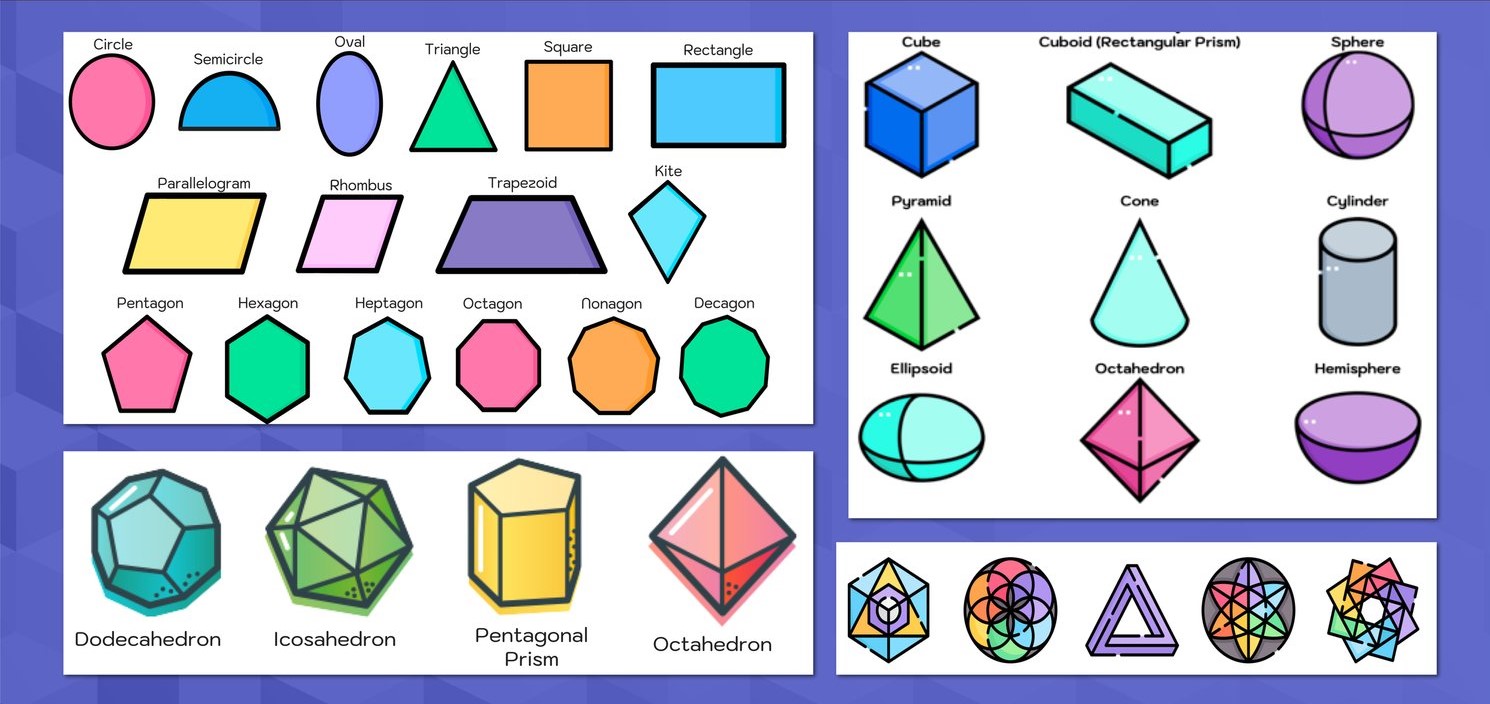 Circle
Semicircle
Oval
Triangle
Square
Rectangle
Parallelogram
Rhombus
Trapezoid
Kite
Pentagon
Hexagon
Heptagon
Octagon
Nonagon
Decagon
Dodecahedron
Icosahedron
Pentagonal
Prism
Octahedron
Cube
Cuboid (Rectangular Prism)
Sphere
Pyramid
Cone
Cylinder
Ellipsoid
Octahedron
Hemisphere